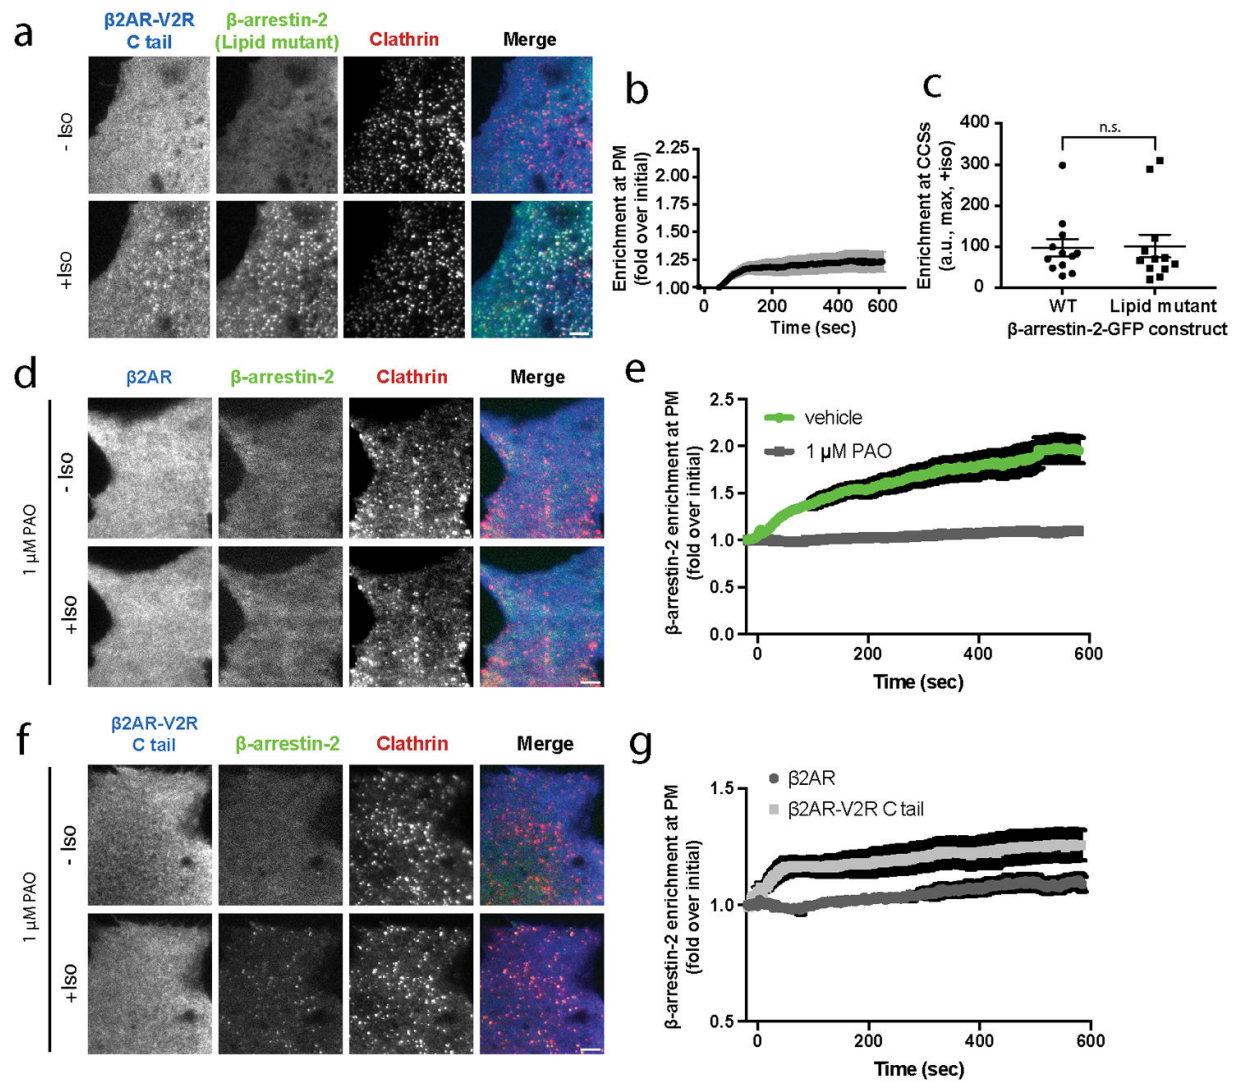 a
β2AR-V2R
C tail
β-arrestin-2
(Lipid mutant)
Clathrin
Merge
- Iso
+Iso
b
Enrichment at PM
(fold over initial)
2.25
2.00
1.75
1.50
1.25
1.00
0
200
400
600
Time (sec)
c
Enrichment at CCSs
(a.u., max, +iso)
400
300
200
100
0
n.s.
WT
Lipid mutant
β-arrestin-2-GFP construct
d
β2AR
β-arrestin-2
Clathrin
Merge
1 µM PAO
- Iso
+Iso
e
β-arrestin-2 enrichment at PM
(fold over initial)
2.5
2.0
1.5
1.0
0.5
0.0
vehicle
1 µM PAO
0
200
400
600
Time (sec)
f
β2AR-V2R
C tail
β-arrestin-2
Clathrin
Merge
1 µM PAO
- Iso
+Iso
g
β-arrestin-2 enrichment at PM
(fold over initial)
1.5
1.0
0.5
β2AR
β2AR-V2R C tail
0
200
400
600
Time (sec)